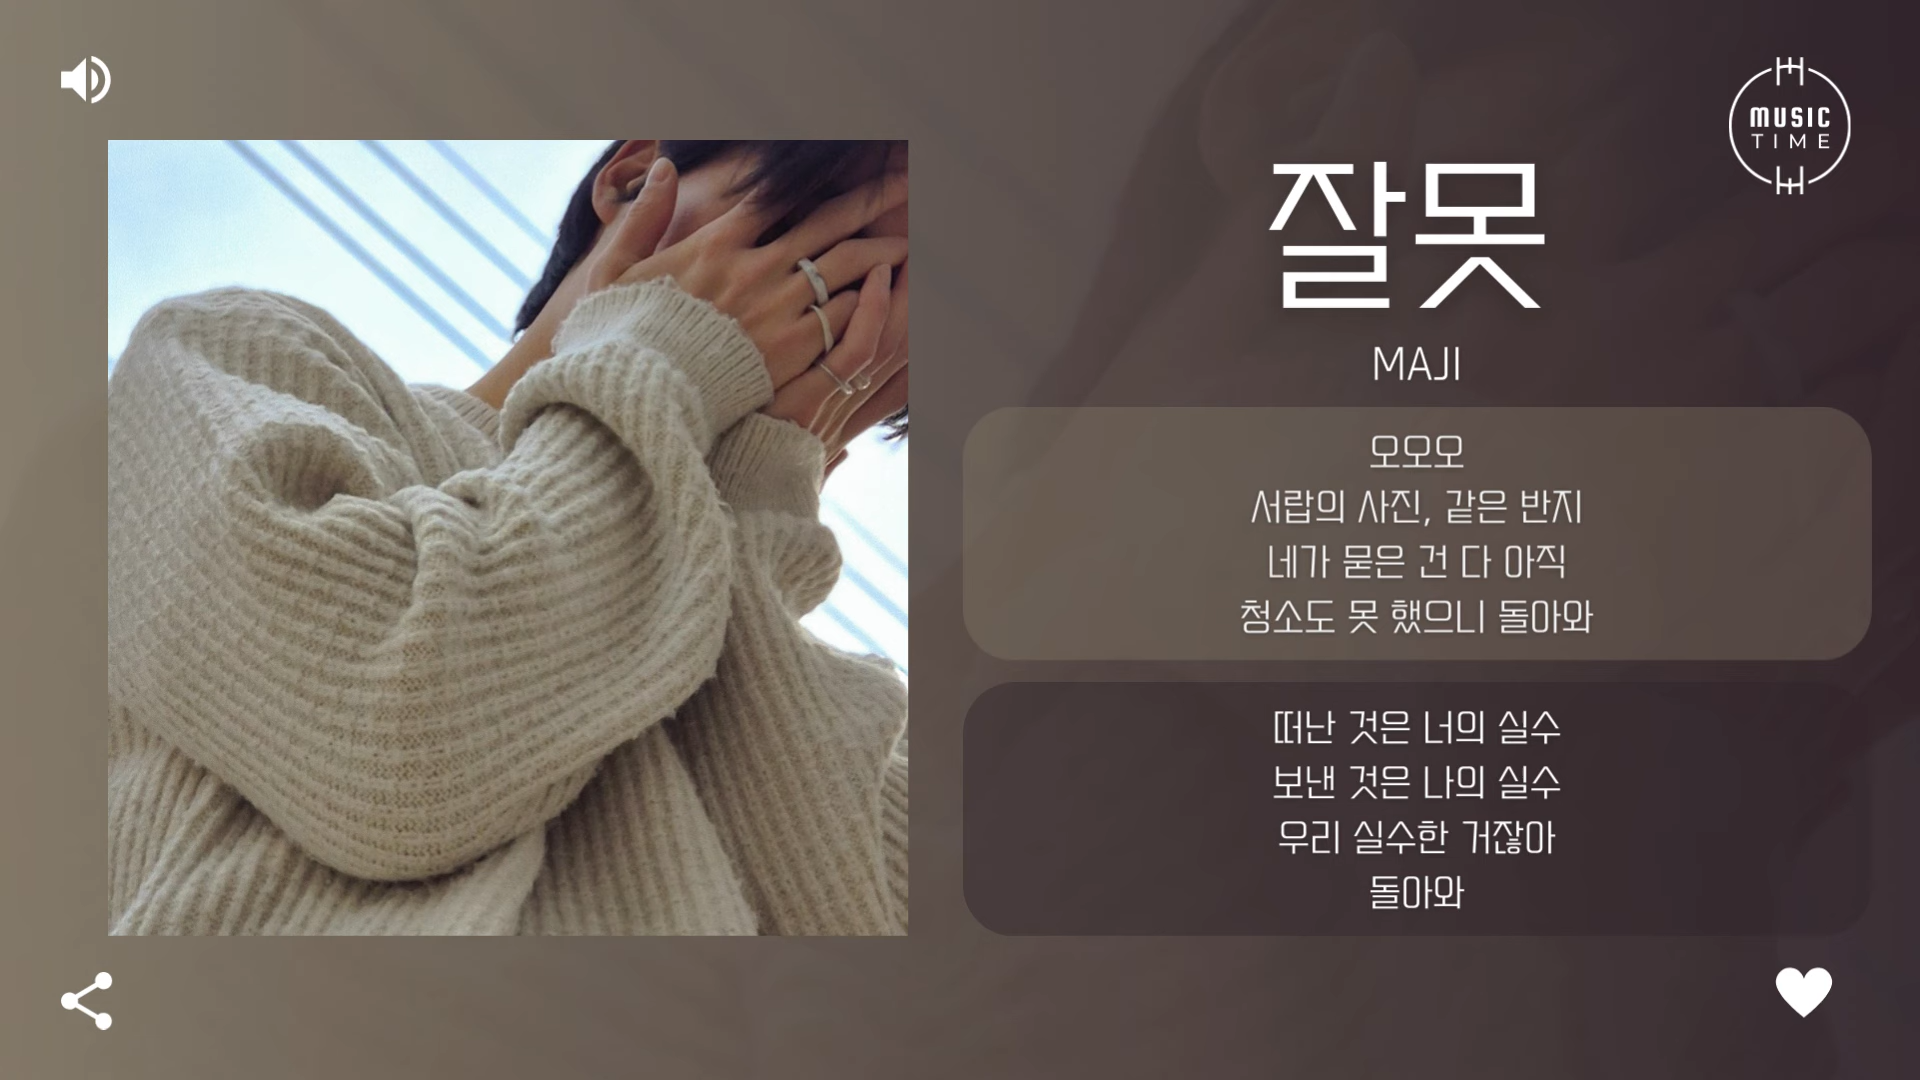 MUSIC
TIME
잘못
MAJI
오오오
서랍의 사진, 같은 반지
네가 묻은 건 다 아직
청소도 못 했으니 돌아와
떠난 것은 너의 실수
보낸 것은 나의 실수
우리 실수한 거잖아
돌아와